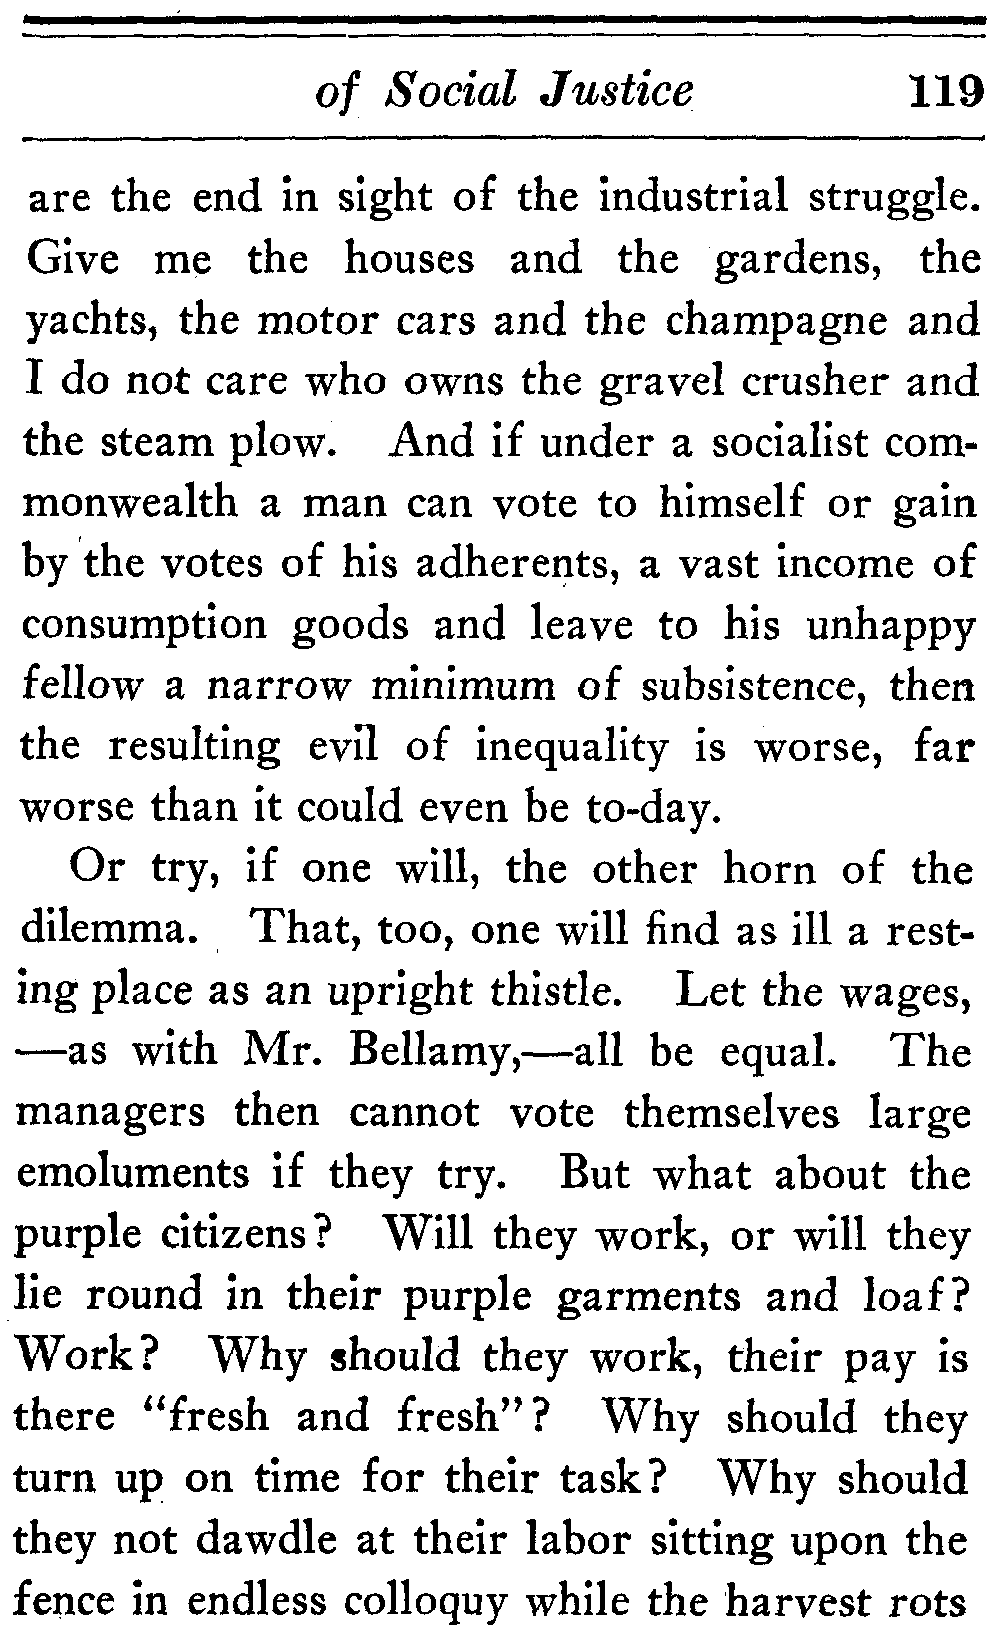 of Social Justice 119
are the end in sight of the industrial struggle.
Give me the houses and the gardens, the
yachts, the motor cars and the champagne and
I do not care who owns the gravel crusher and
the steam plow. And if under a socialist com-
monwealth a man can vote to himself or gain
by the votes of his adherents, a vast income of
consumption goods and leave to his unhappy
fellow a narrow minimum of subsistence, then
the resulting evil of inequality is worse, far
worse than it could even be to-day.
Or try, if one will, the other horn of the
dilemma. That, too, one will find as ill a rest-
ing place as an upright thistle. Let the wages,
—as with Mr. Bellamy,—all be equal. The
managers then cannot vote themselves large
emoluments if they try. But what about the
purple citizens? Will they work, or will they
lie round in their purple garments and loaf?
Work? Why should they work, their pay is
there "fresh and fresh"? Why should they
turn up on time for their task? Why should
they not dawdle at their labor sitting upon the
fence in endless colloquy while the harvest rots